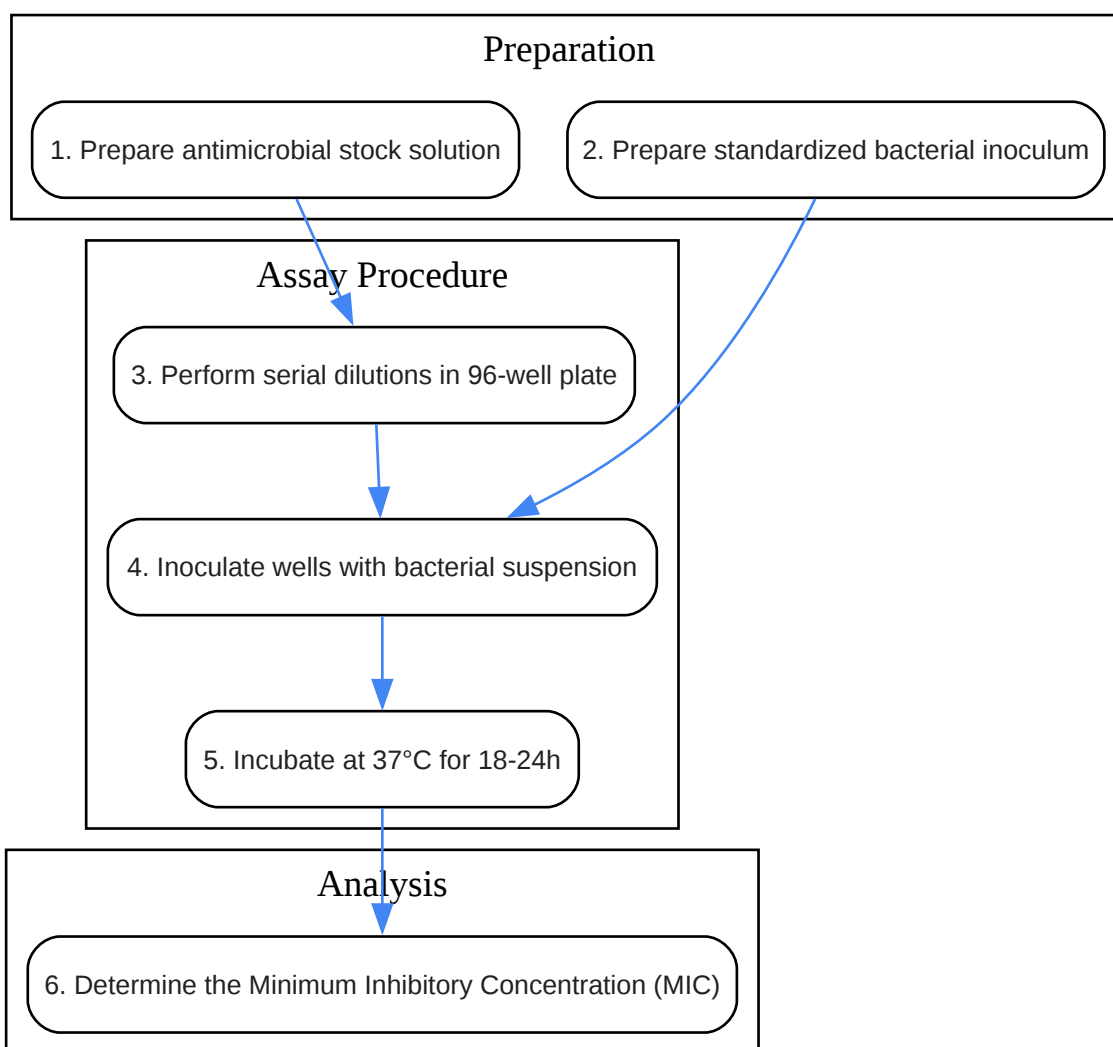 Preparation
1. Prepare antimicrobial stock solution
2. Prepare standardized bacterial inoculum
Assay Procedure
3. Perform serial dilutions in 96-well plate
4. Inoculate wells with bacterial suspension
5. Incubate at 37°C for 18-24h
Analysis
6. Determine the Minimum Inhibitory Concentration (MIC)